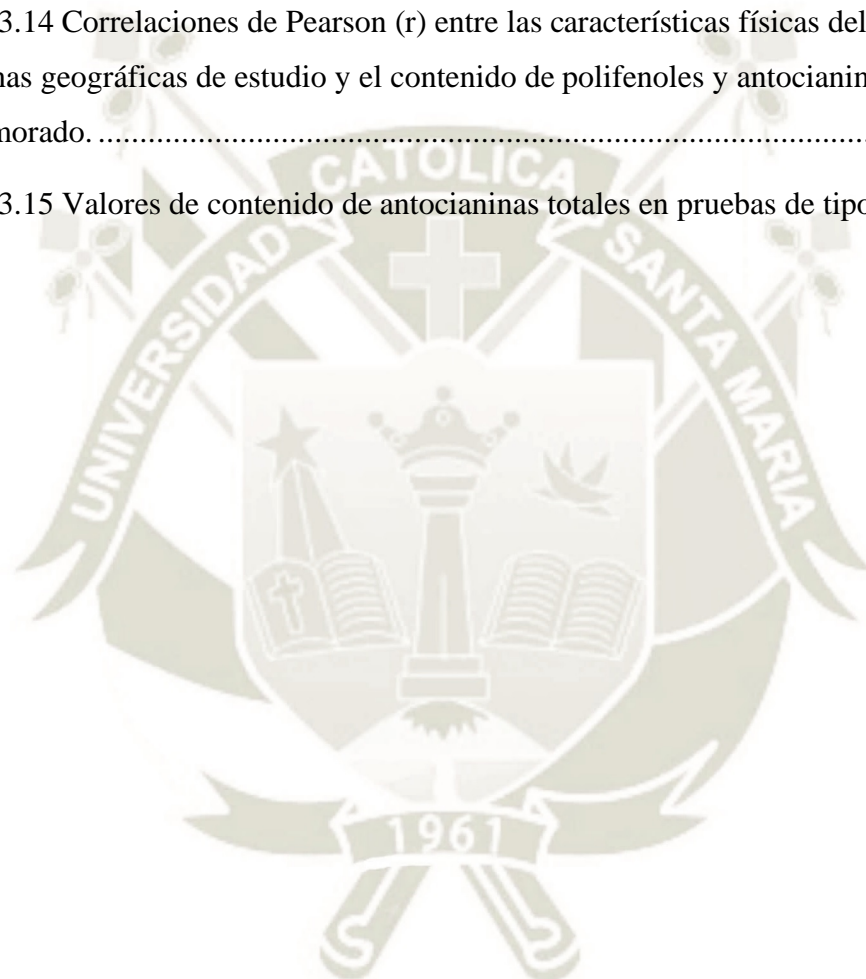 3.14 Correlaciones de Pearson (r) entre las características físicas del
nas geográficas de estudio y el contenido de polifenoles y antocianin
morado. ........................................................................................
3.15 Valores de contenido de antocianinas totales en pruebas de tipo
UNIVERSIDAD CATOLICA SANTA MARIA
1961